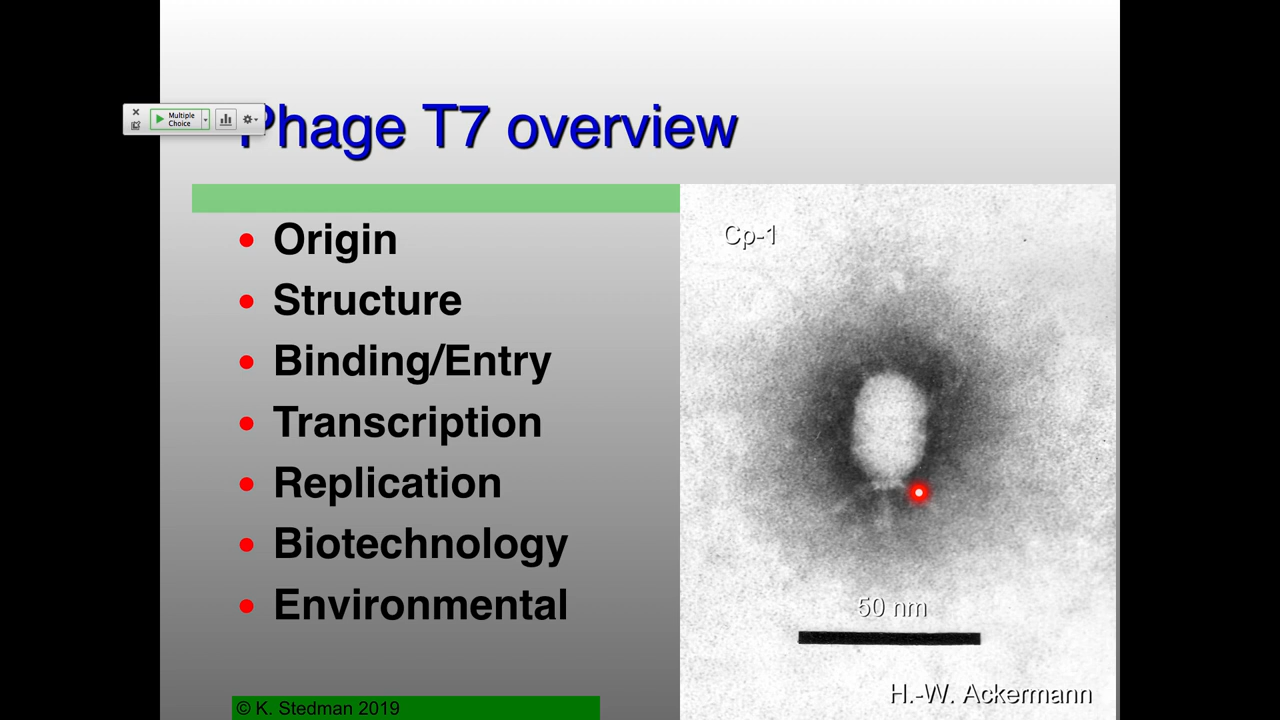 Multiple
Choice
Phage T7 overview
Origin
Structure
Binding/Entry
Transcription
Replication
Biotechnology
Environmental
Cp-1
50 nm
H.-W. Ackermann
© K. Stedman 2019